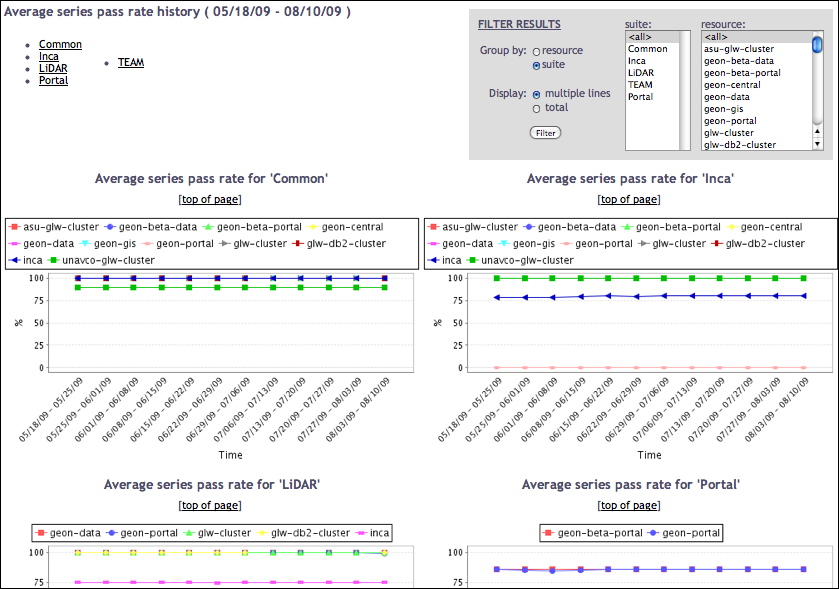 Average series pass rate history ( 05/18/09 - 08/10/09 )
Common
Inca
LiDAR
Portal
TEAM
FILTER RESULTS
Group by: resource
suite
Display: multiple lines
total
Filter
suite:
<all>
Common
Inca
LiDAR
TEAM
Portal
resource:
<all>
asu-glw-cluster
geon-beta-data
geon-beta-portal
geon-central
geon-data
geon-gis
geon-portal
glw-cluster
glw-db2-cluster
Average series pass rate for 'Common'
[top of page]
asu-glw-cluster geon-beta-data geon-beta-portal geon-central
geon-data geon-gis geon-portal glw-cluster glw-db2-cluster
inca unavco-glw-cluster
100
75
50
25
0
%
05/18/09 - 05/25/09
05/25/09 - 06/01/09
06/01/09 - 06/08/09
06/08/09 - 06/15/09
06/15/09 - 06/22/09
06/22/09 - 06/29/09
06/29/09 - 07/06/09
07/06/09 - 07/13/09
07/13/09 - 07/20/09
07/20/09 - 07/27/09
07/27/09 - 08/03/09
08/03/09 - 08/10/09
Time
Average series pass rate for 'Inca'
[top of page]
asu-glw-cluster geon-beta-data geon-beta-portal geon-central
geon-data geon-gis geon-portal glw-cluster glw-db2-cluster
inca unavco-glw-cluster
100
75
50
25
0
%
05/18/09 - 05/25/09
05/25/09 - 06/01/09
06/01/09 - 06/08/09
06/08/09 - 06/15/09
06/15/09 - 06/22/09
06/22/09 - 06/29/09
06/29/09 - 07/06/09
07/06/09 - 07/13/09
07/13/09 - 07/20/09
07/20/09 - 07/27/09
07/27/09 - 08/03/09
08/03/09 - 08/10/09
Time
Average series pass rate for 'LiDAR'
[top of page]
geon-data geon-portal glw-cluster glw-db2-cluster inca
100
75
Average series pass rate for 'Portal'
[top of page]
geon-beta-portal geon-portal
100
75